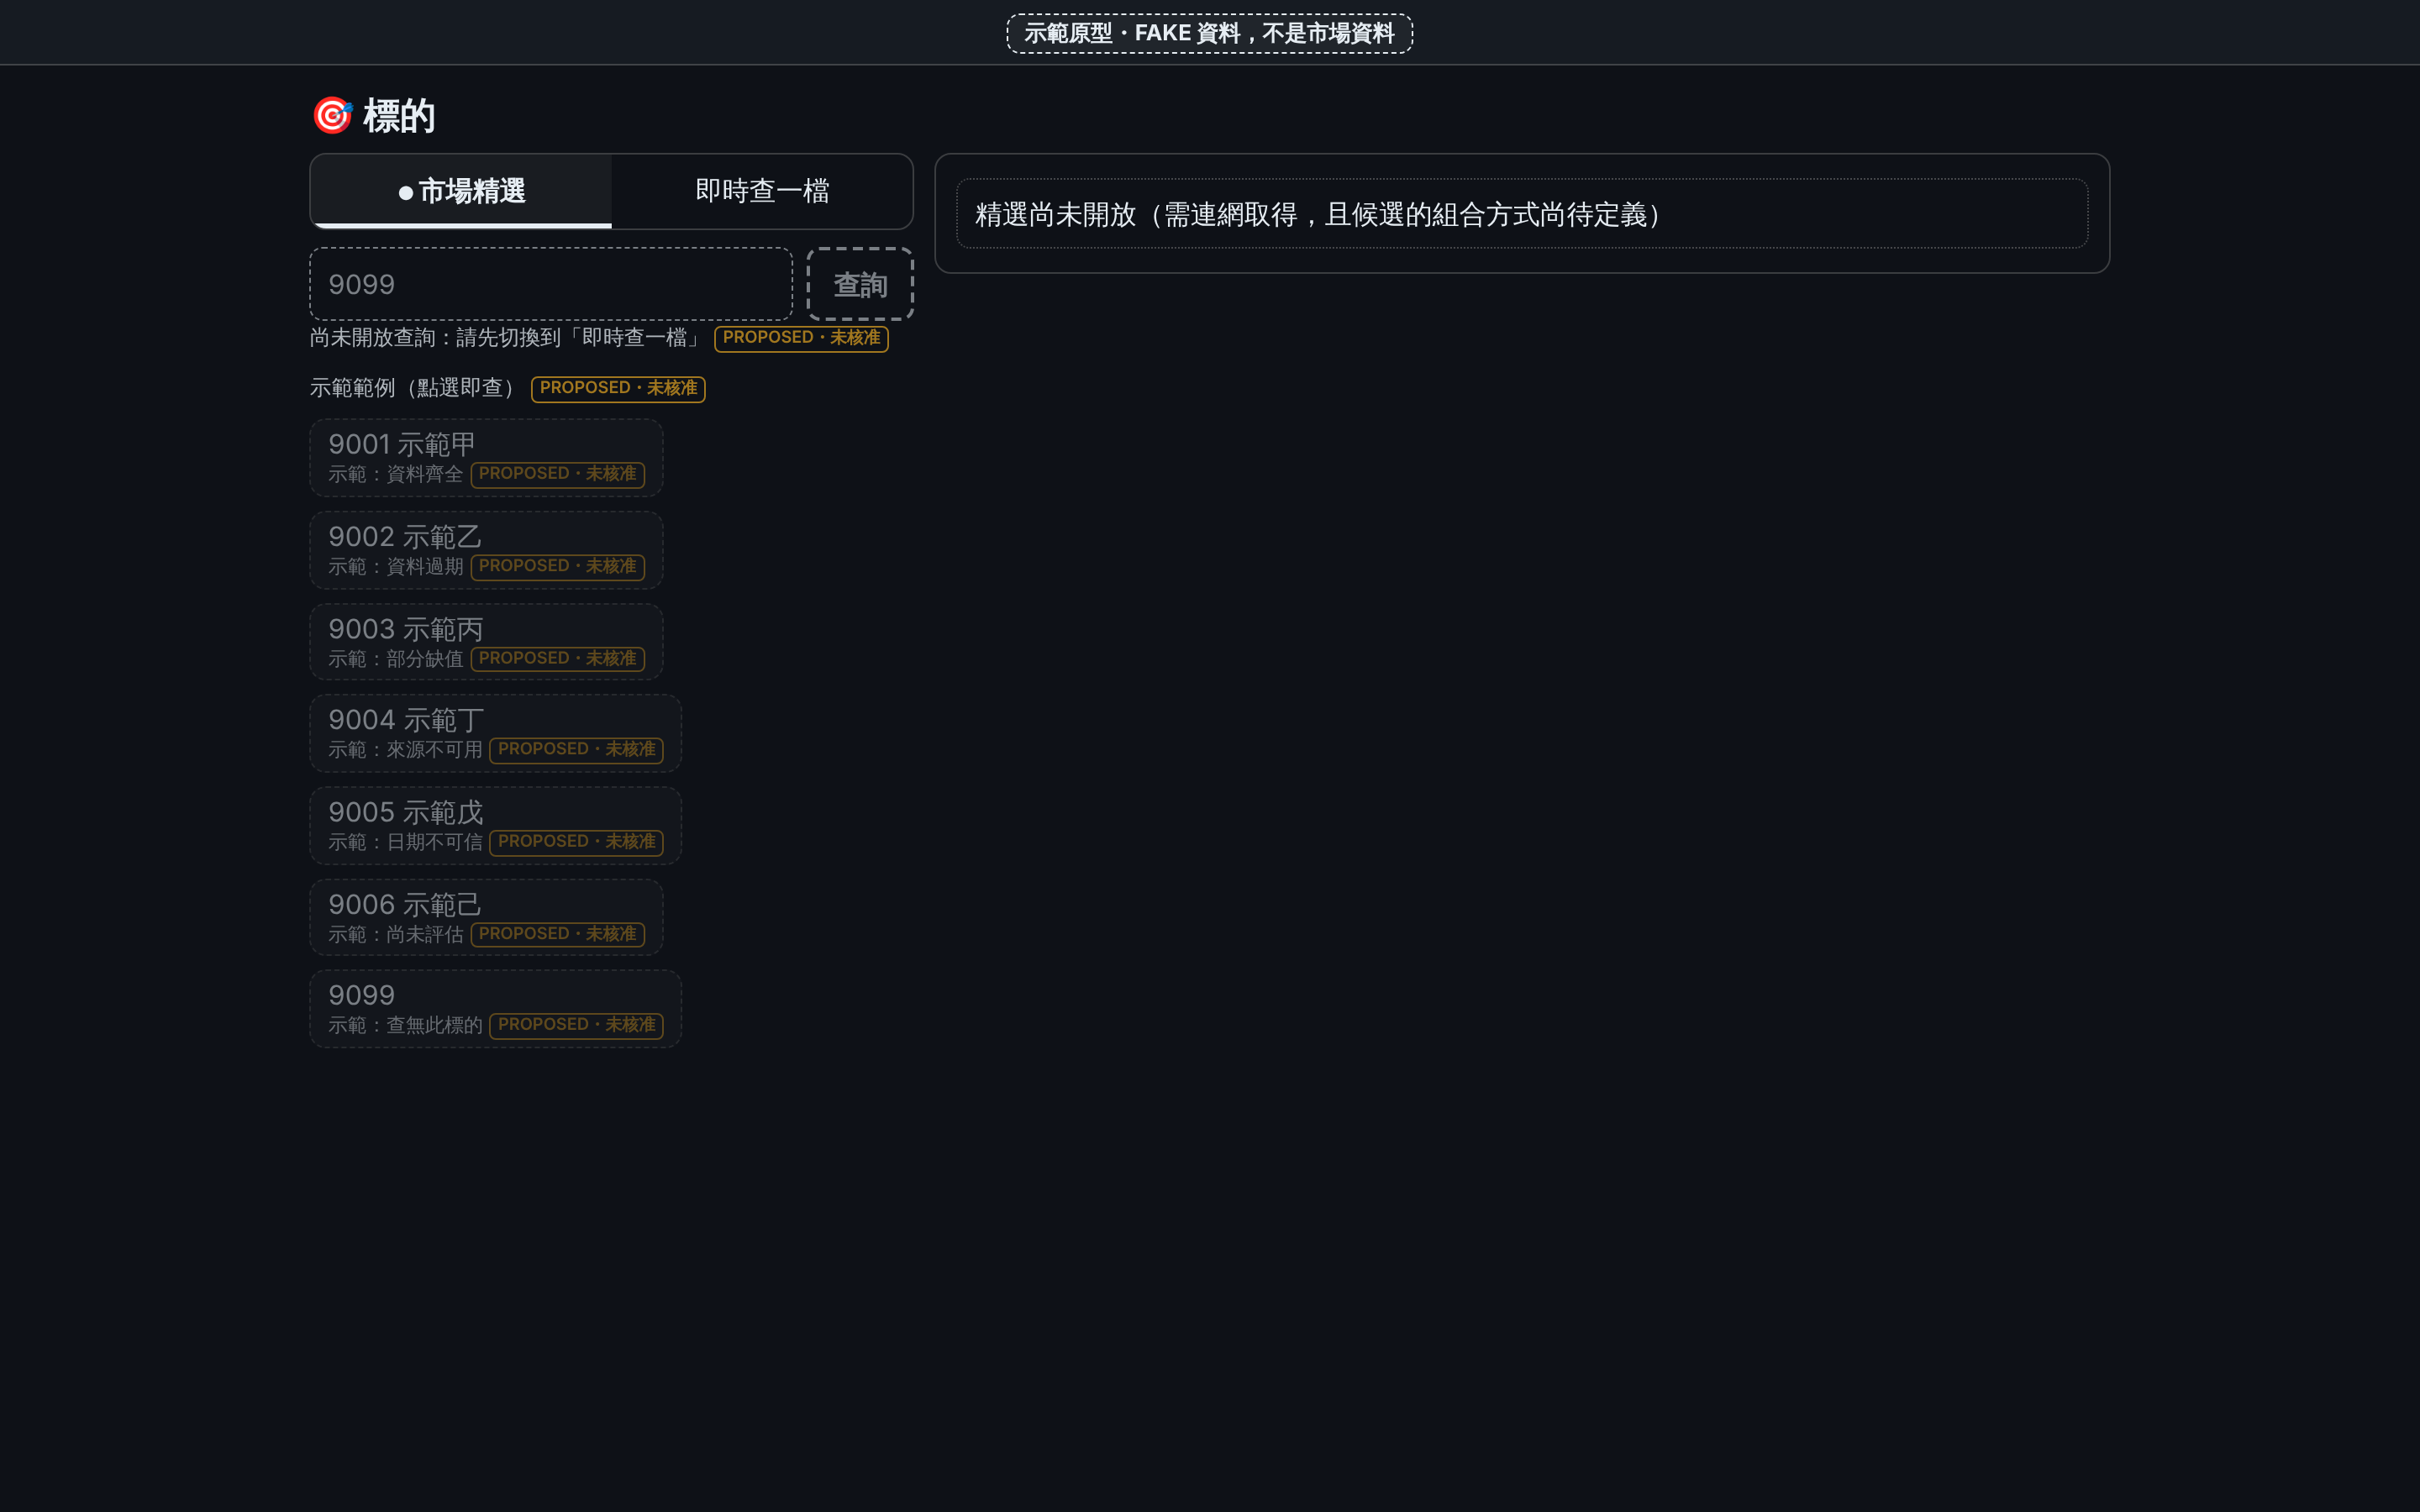 示範原型・FAKE 資料，不是市場資料
🎯 標的
● 市場精選
即時查一檔
精選尚未開放（需連網取得，且候選的組合方式尚待定義）
9099
查詢
尚未開放查詢：請先切換到「即時查一檔」 PROPOSED・未核准
示範範例（點選即查） PROPOSED・未核准
9001 示範甲
示範：資料齊全 PROPOSED・未核准
9002 示範乙
示範：資料過期 PROPOSED・未核准
9003 示範丙
示範：部分缺值 PROPOSED・未核准
9004 示範丁
示範：來源不可用 PROPOSED・未核准
9005 示範戊
示範：日期不可信 PROPOSED・未核准
9006 示範己
示範：尚未評估 PROPOSED・未核准
9099
示範：查無此標的 PROPOSED・未核准